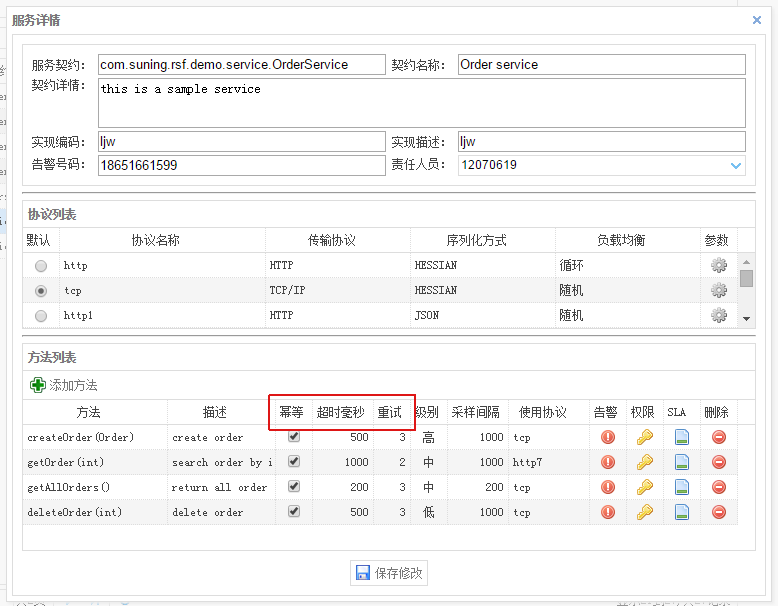 服务详情
服务契约： com.suning.rsf.demo.service.OrderService 契约名称： Order service
契约详情： this is a sample service
实现编码： ljw 实现描述： ljw
告警号码： 18651661599 责任人员： 12070619
协议列表
默认 协议名称 传输协议 序列化方式 负载均衡 参数
http HTTP HESSIAN 循环
tcp TCP/IP HESSIAN 随机
http1 HTTP JSON 随机
方法列表
添加方法
方法 描述 幂等 超时毫秒 重试 级别 采样间隔 使用协议 告警 权限 SLA 删除
createOrder(Order) create order 500 3 高 1000 tcp
getOrder(int) search order by i 1000 2 中 1000 http7
getAllOrders() return all order 200 3 中 200 tcp
deleteOrder(int) delete order 500 3 低 1000 tcp
保存修改